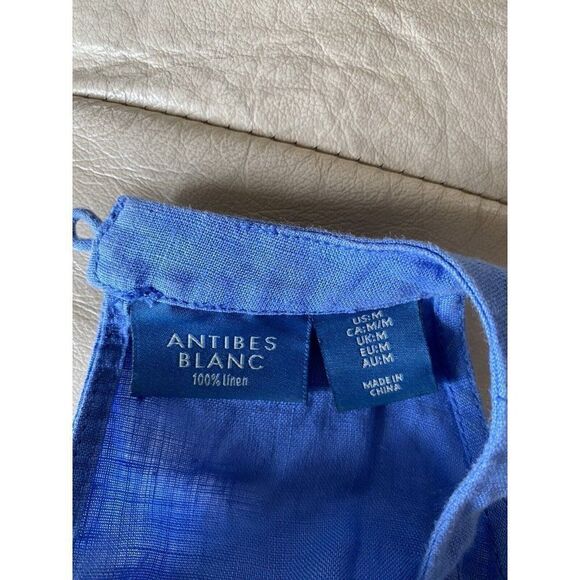 ANTIBES
BLANC
100% linen
US:M
CA:M/M
UK:M
EU:M
AU:M
MADE IN
CHINA